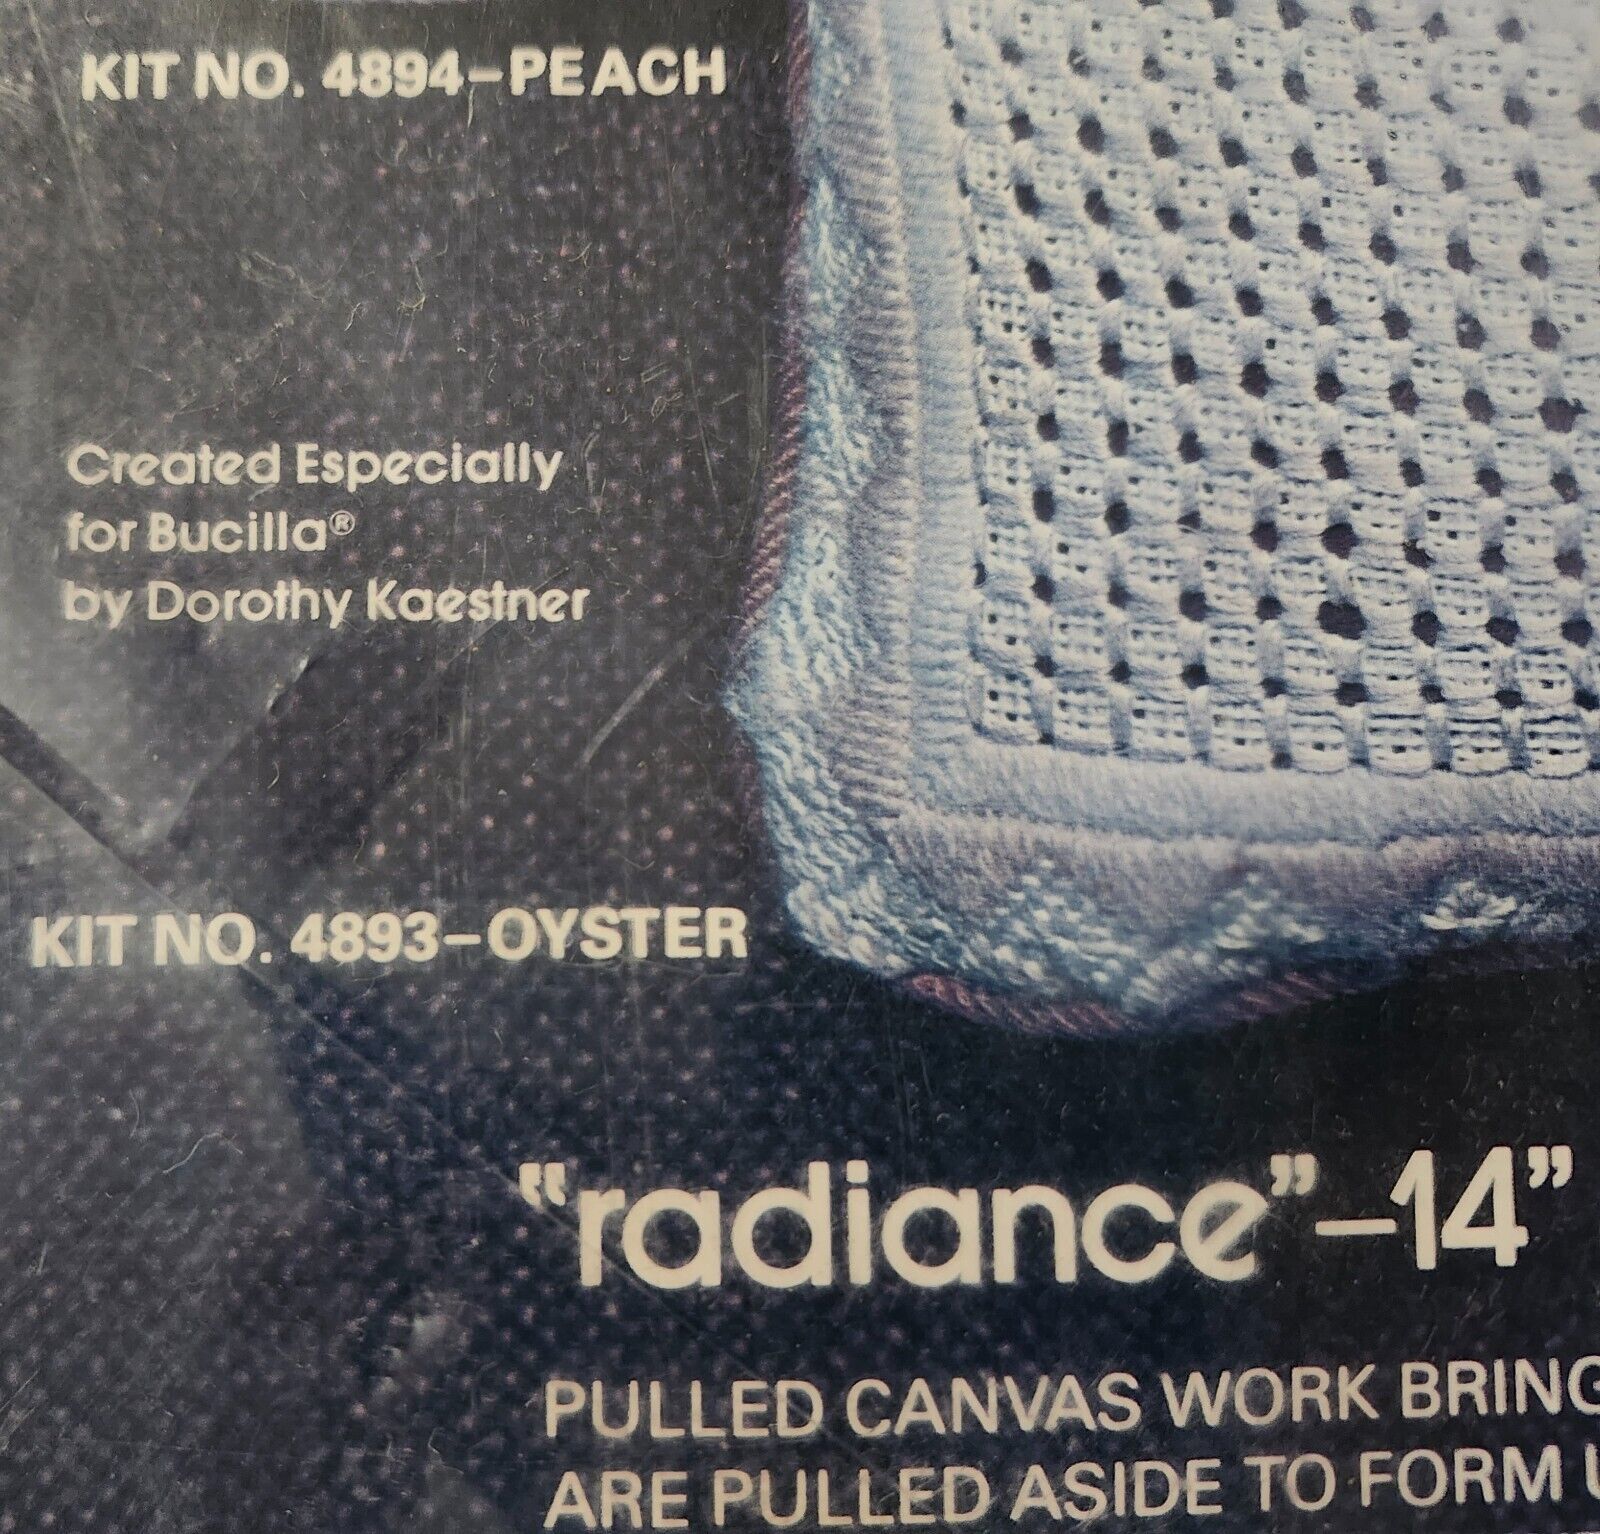 KIT NO. 4894–PEACH
Created Especially
for Bucilla®
by Dorothy Kaestner
KIT NO. 4893–OYSTER
“radiance”–14”
PULLED CANVAS WORK BRING
ARE PULLED ASIDE TO FORM